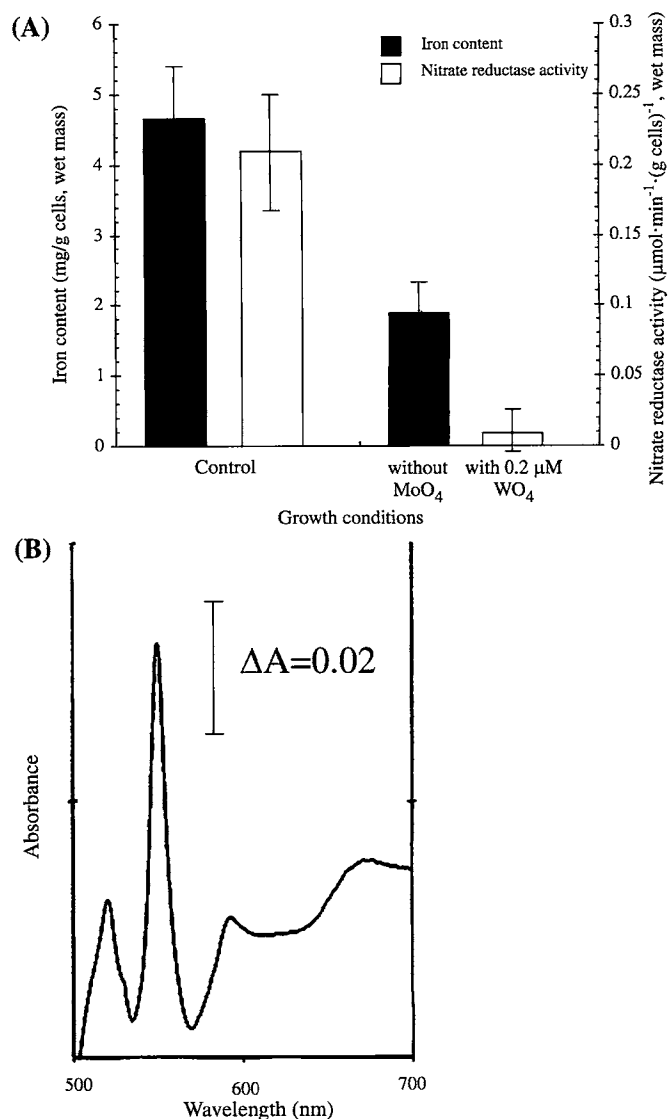 (A)
Iron content (mg/g cells, wet mass)
6
5
4
3
2
1
0
Iron content
Nitrate reductase activity
0.3
0.25
0.2
0.15
0.1
0.05
0
Nitrate reductase activity (μmol·min⁻¹·(g cells)⁻¹, wet mass)
Control
without
MoO₄
with 0.2 μM
WO₄
Growth conditions
(B)
Absorbance
ΔA=0.02
500
600
700
Wavelength (nm)